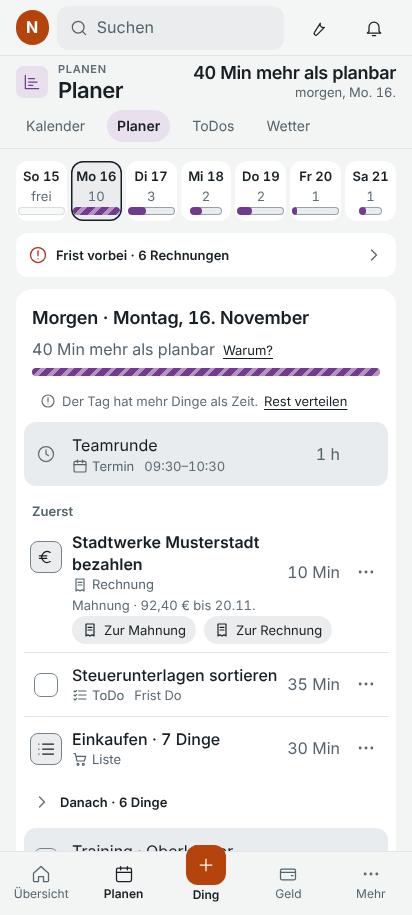 N Suchen
PLANEN
Planer
40 Min mehr als planbar
morgen, Mo. 16.
Kalender Planer ToDos Wetter
So 15 Mo 16 Di 17 Mi 18 Do 19 Fr 20 Sa 21
frei 10 3 2 2 1 1
Frist vorbei · 6 Rechnungen
Morgen · Montag, 16. November
40 Min mehr als planbar Warum?
Der Tag hat mehr Dinge als Zeit. Rest verteilen
Teamrunde
Termin 09:30–10:30
1 h
Zuerst
Stadtwerke Musterstadt
bezahlen
Rechnung
10 Min
Mahnung · 92,40 € bis 20.11.
Zur Mahnung Zur Rechnung
Steuerunterlagen sortieren
ToDo Frist Do
35 Min
Einkaufen · 7 Dinge
Liste
30 Min
Danach · 6 Dinge
Training ·
Übersicht Planen Ding Geld Mehr